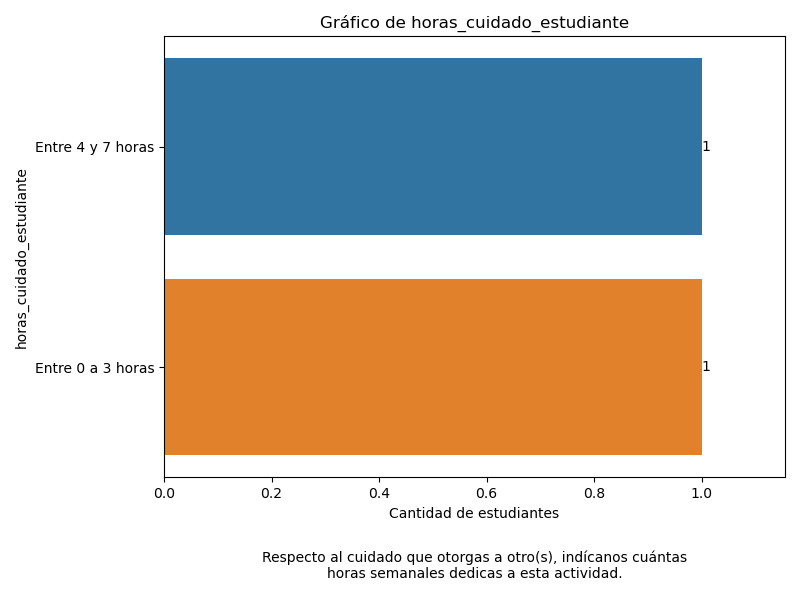 Gráfico de horas_cuidado_estudiante
horas_cuidado_estudiante
Entre 4 y 7 horas
1
Entre 0 a 3 horas
1
0.0 0.2 0.4 0.6 0.8 1.0
Cantidad de estudiantes
Respecto al cuidado que otorgas a otro(s), indícanos cuántas
horas semanales dedicas a esta actividad.